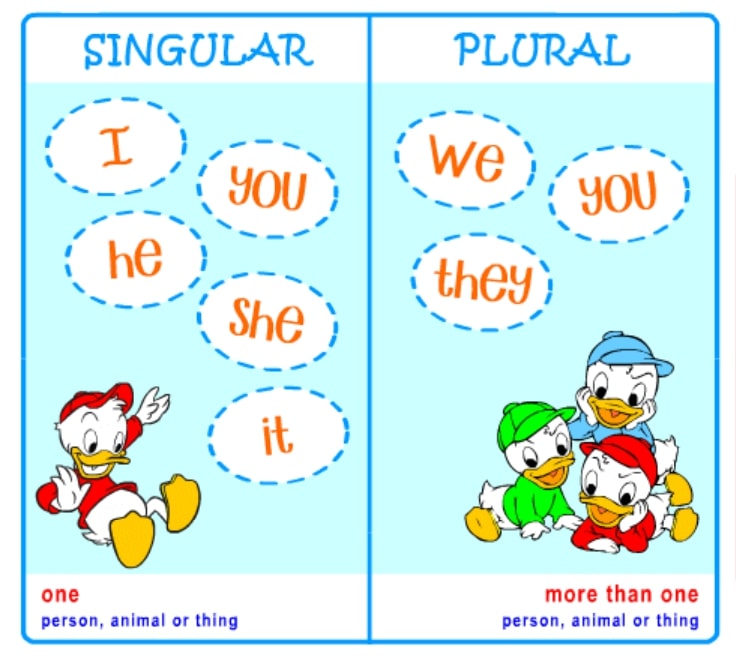 SINGULAR
I
you
he
she
it
one
person, animal or thing
PLURAL
we
you
they
more than one
person, animal or thing